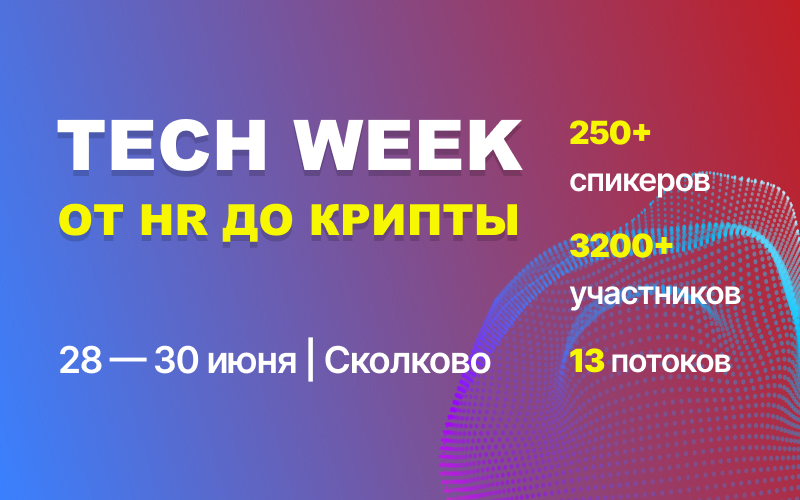 TECH WEEK
ОТ HR ДО КРИПТЫ
28 — 30 июня | Сколково
250+
спикеров
3200+
участников
13 потоков